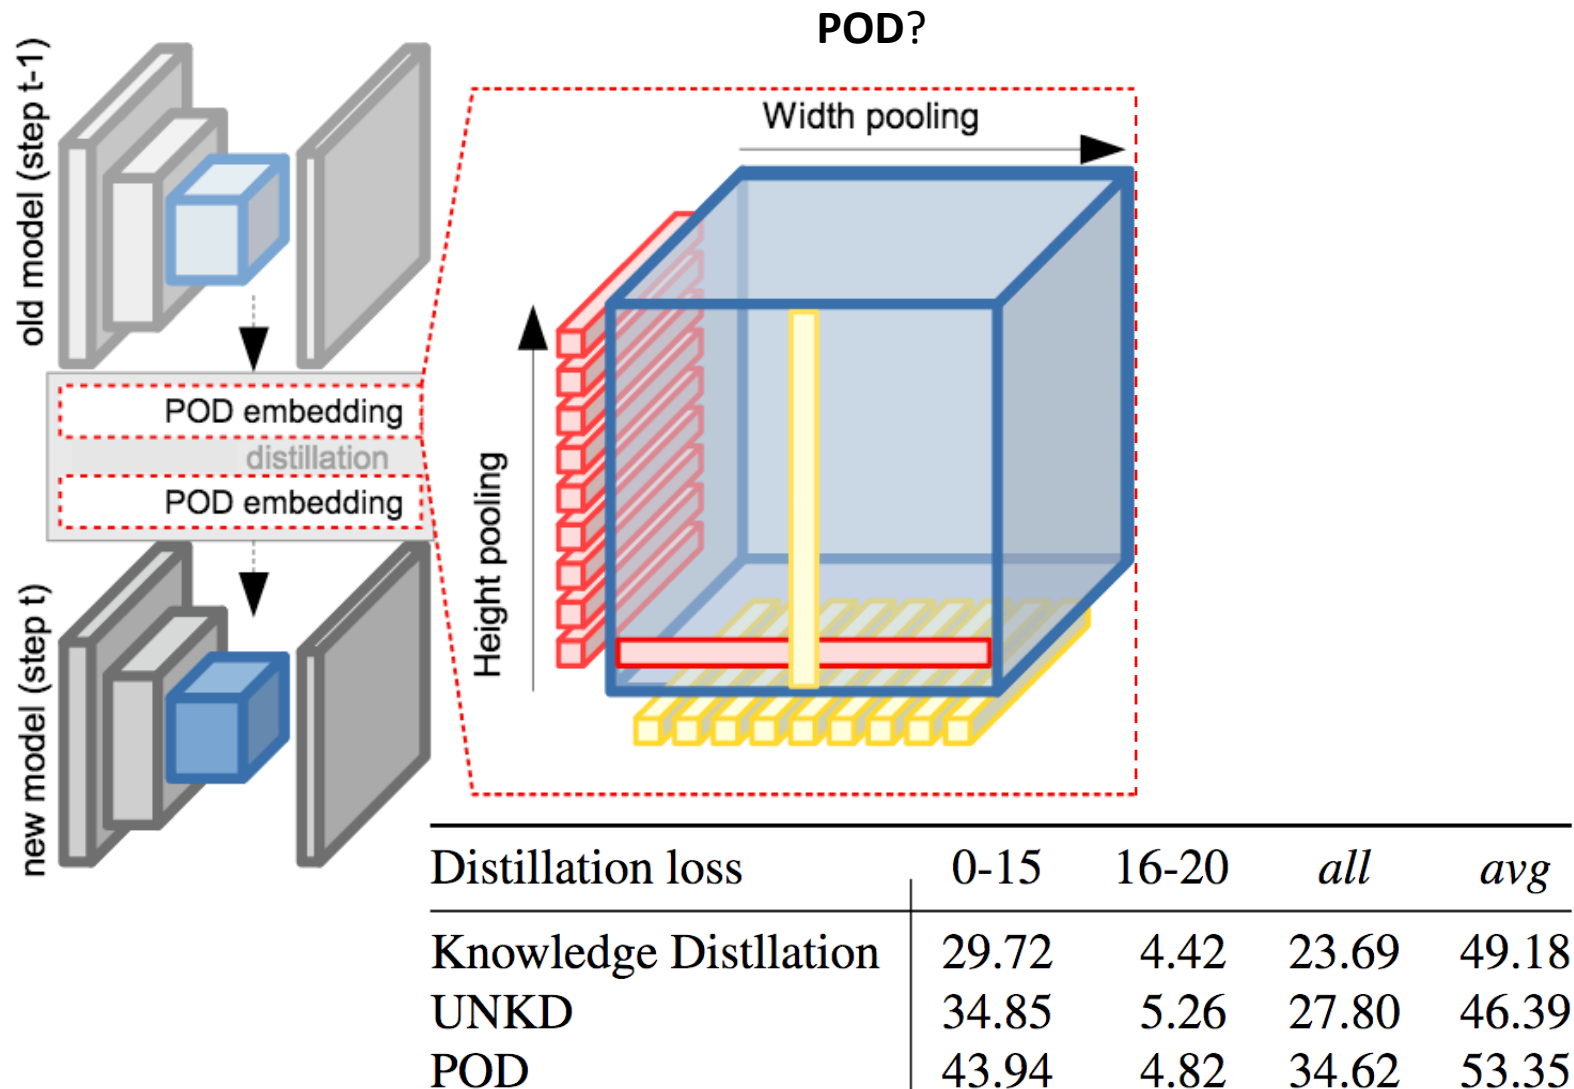 POD?
old model (step t-1)
Width pooling
POD embedding
distillation
POD embedding
Height pooling
new model (step t)
Distillation loss 0-15 16-20 all avg
Knowledge Distllation 29.72 4.42 23.69 49.18
UNKD 34.85 5.26 27.80 46.39
POD 43.94 4.82 34.62 53.35